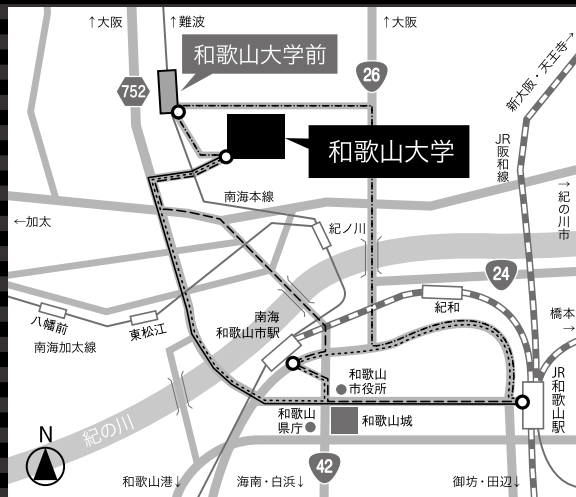 ↑大阪
↑難波
↑大阪
和歌山大学前
752
26
新大阪・天王寺→
和歌山大学
JR
阪和線
→紀の川市
南海本線
←加太
紀ノ川
24
八幡前
東松江
南海加太線
南海
和歌山市駅
紀和
橋本→
JR和歌山駅
和歌山
市役所
和歌山
県庁
和歌山城
紀の川
N
42
和歌山港↓
海南・白浜↓
御坊・田辺↓